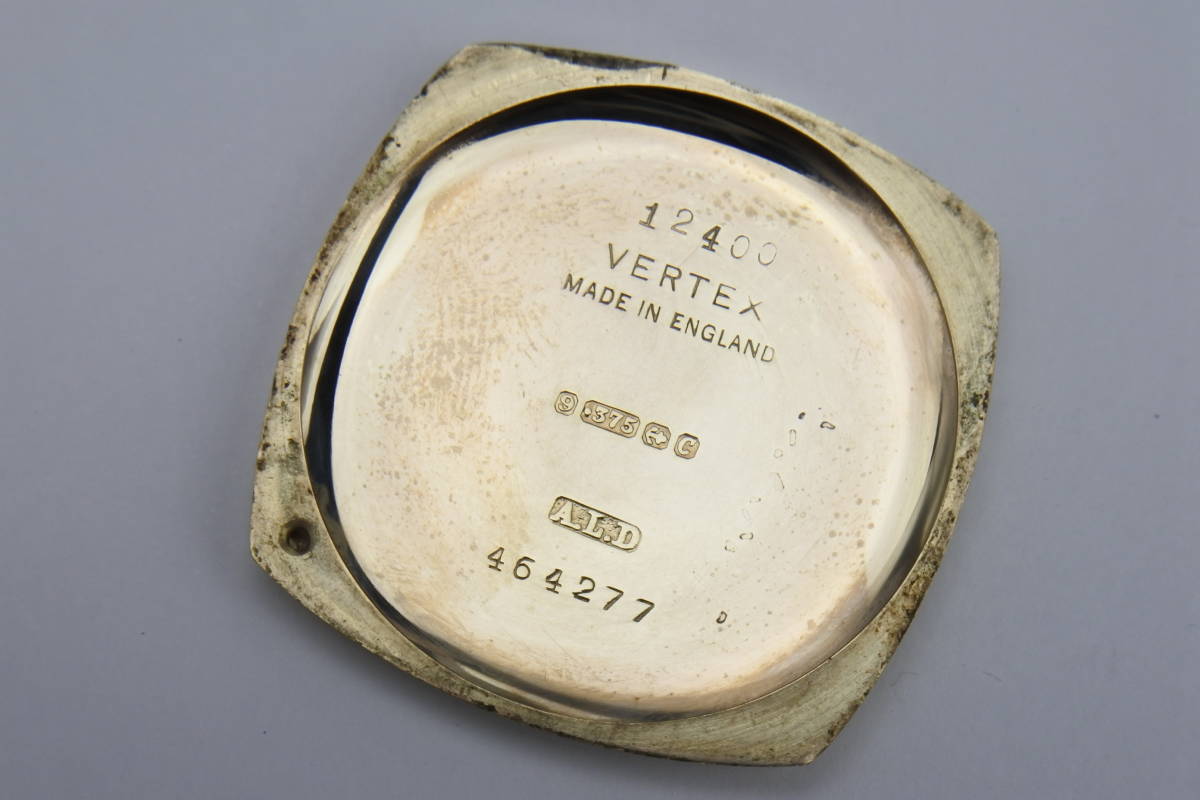 12400
VERTEX
MADE IN ENGLAND
9 .375 C
A.L.D
464277
D